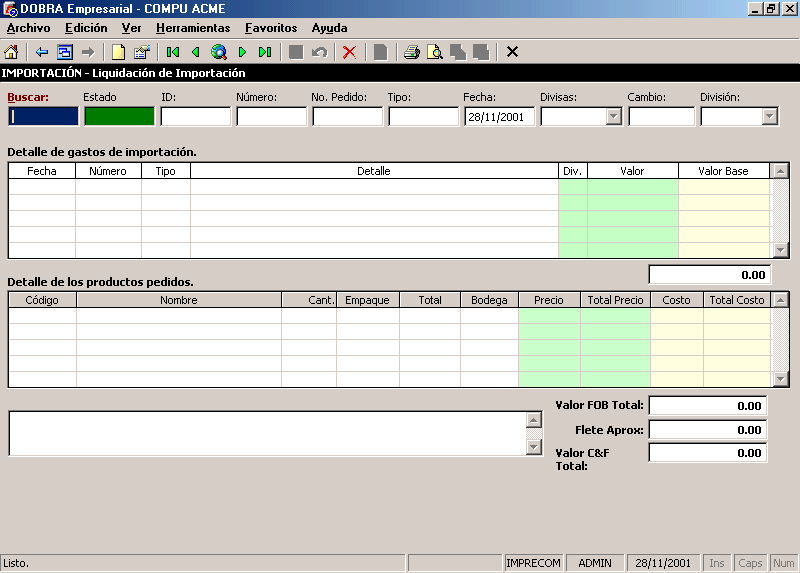 DOBRA Empresarial - COMPU ACME
Archivo Edición Ver Herramientas Favoritos Ayuda
IMPORTACIÓN - Liquidación de Importación
Buscar: Estado ID: Número: No. Pedido: Tipo: Fecha: Divisas: Cambio: División:
28/11/2001
Detalle de gastos de importación.
Fecha Número Tipo Detalle Div. Valor Valor Base
0.00
Detalle de los productos pedidos.
Código Nombre Cant. Empaque Total Bodega Precio Total Precio Costo Total Costo
Valor FOB Total: 0.00
Flete Aprox: 0.00
Valor C&F Total: 0.00
Listo. IMPRECOM ADMIN 28/11/2001 Ins Caps Num